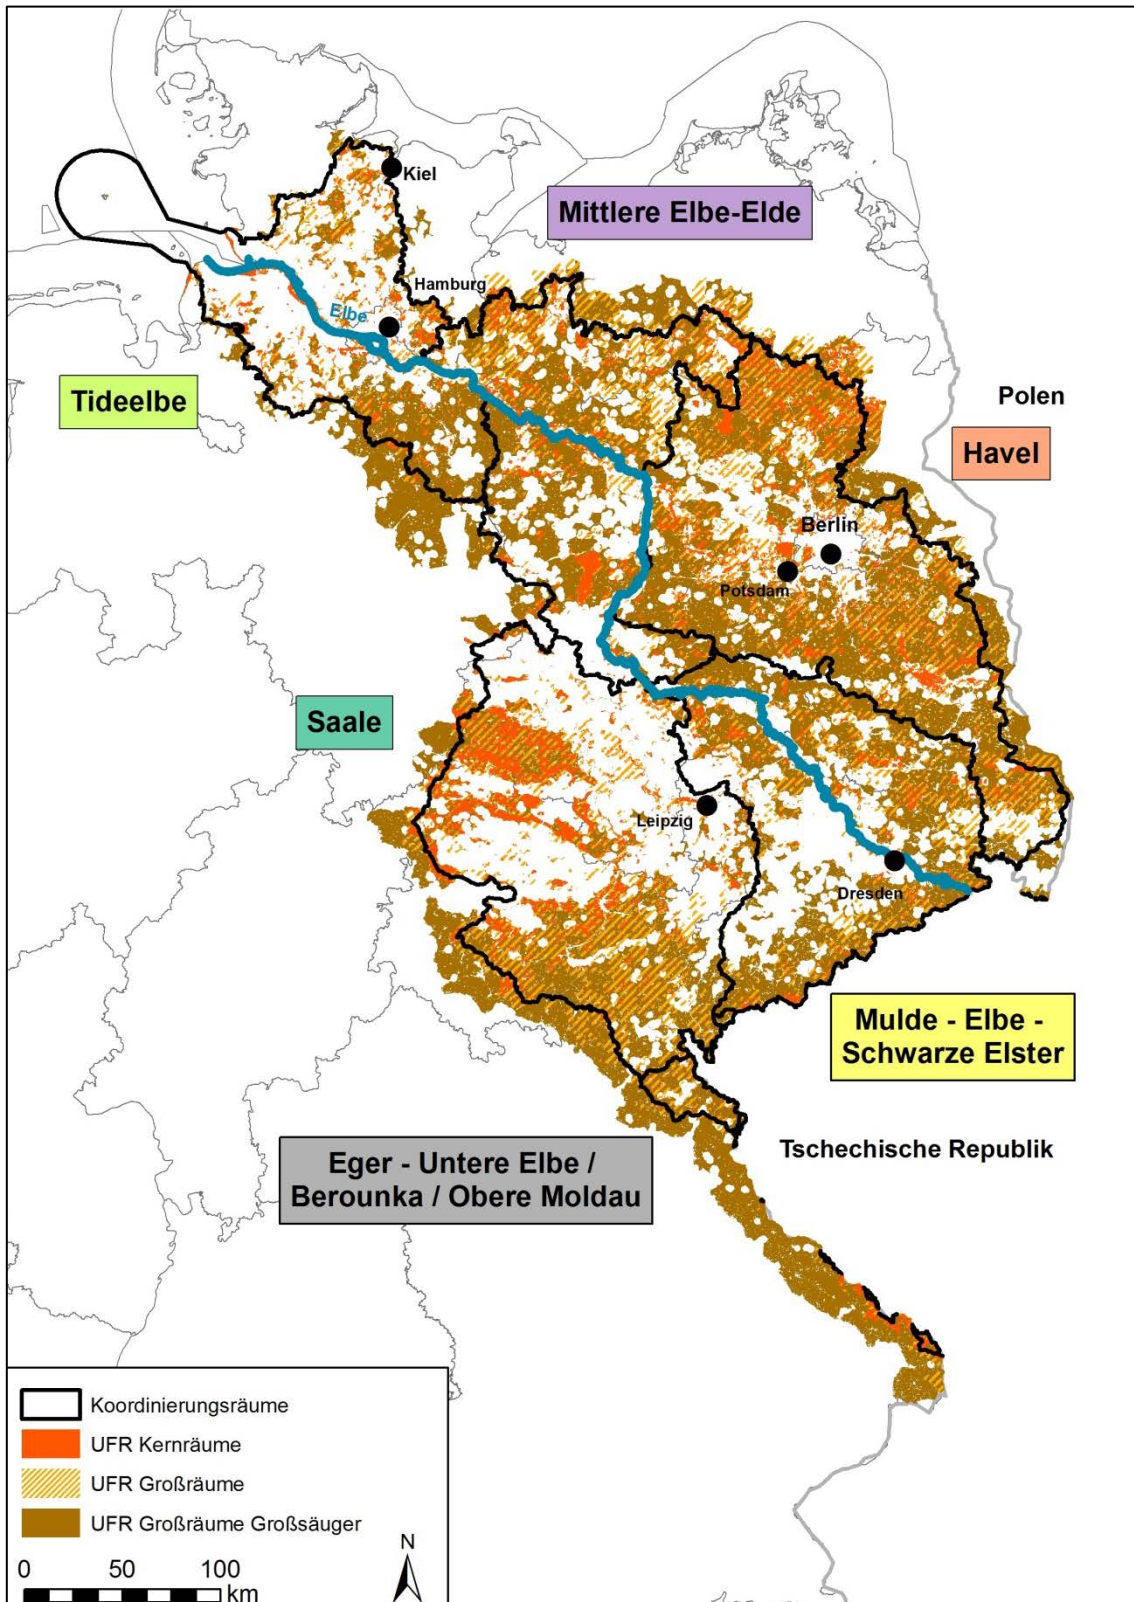 Kiel
Mittlere Elbe-Elde
Hamburg
Elbe
Tideelbe
Polen
Havel
Berlin
Potsdam
Saale
Leipzig
Dresden
Mulde - Elbe -
Schwarze Elster
Tschechische Republik
Eger - Untere Elbe /
Berounka / Obere Moldau
Koordinierungsräume
UFR Kernräume
UFR Großräume
UFR Großräume Großsäuger
N
0 50 100
km